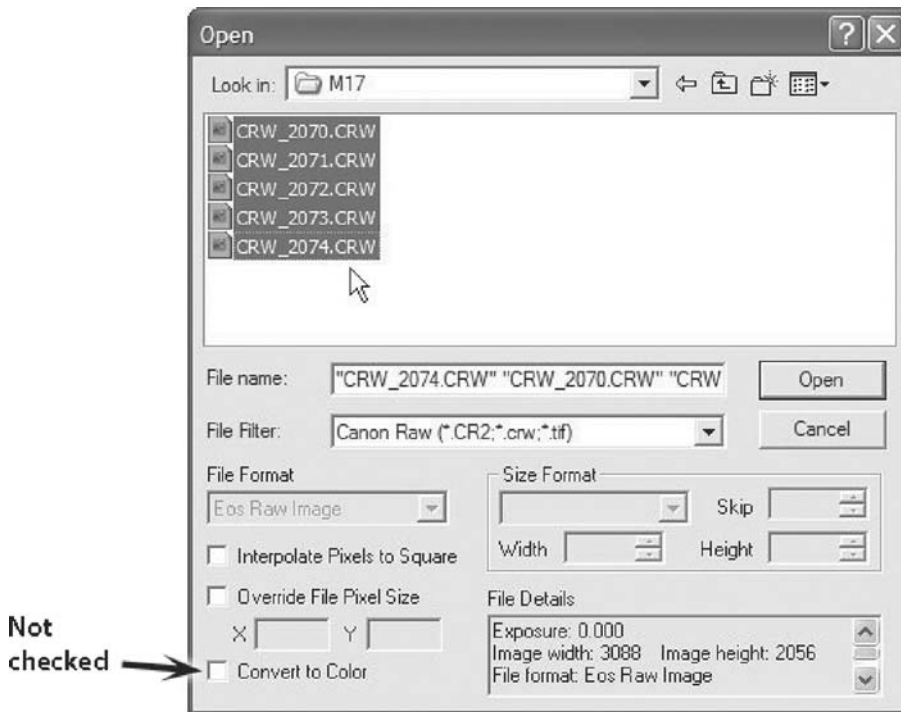 Open
Look in: M17
CRW_2070.CRW
CRW_2071.CRW
CRW_2072.CRW
CRW_2073.CRW
CRW_2074.CRW
File name: "CRW_2074.CRW" "CRW_2070.CRW" "CRW
Open
File Filter: Canon Raw (*.CR2;*.crw;*.tif)
Cancel
File Format
Eos Raw Image
Size Format
Skip
Width Height
Interpolate Pixels to Square
Override File Pixel Size
X Y
Convert to Color
File Details
Exposure: 0.000
Image width: 3088 Image height: 2056
File format: Eos Raw Image
Not
checked